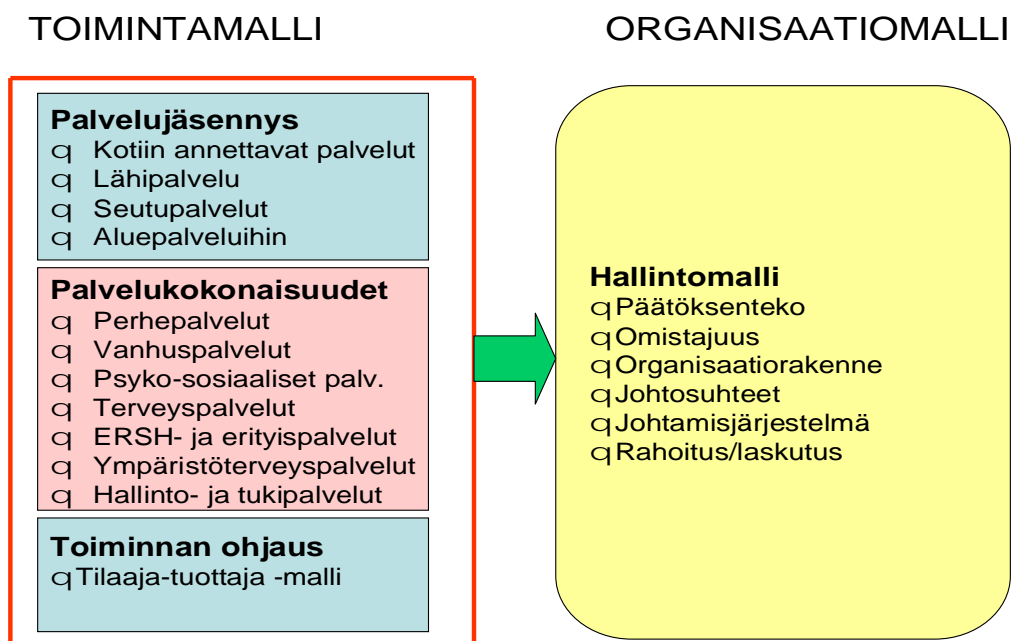 TOIMINTAMALLI
ORGANISAATIOMALLI
Palvelujäsennys
q Kotiin annettavat palvelut
q Lähipalvelu
q Seutupalvelut
q Aluepalveluihin
Palvelukokonaisuudet
q Perhepalvelut
q Vanhuspalvelut
q Psyko-sosiaaliset palv.
q Terveyspalvelut
q ERSH- ja erityispalvelut
q Ympäristöterveyspalvelut
q Hallinto- ja tukipalvelut
Toiminnan ohjaus
q Tilaaja-tuottaja -malli
Hallintomalli
q Päätöksenteko
q Omistajuus
q Organisaatiorakenne
q Johtosuhteet
q Johtamisjärjestelmä
q Rahoitus/laskutus